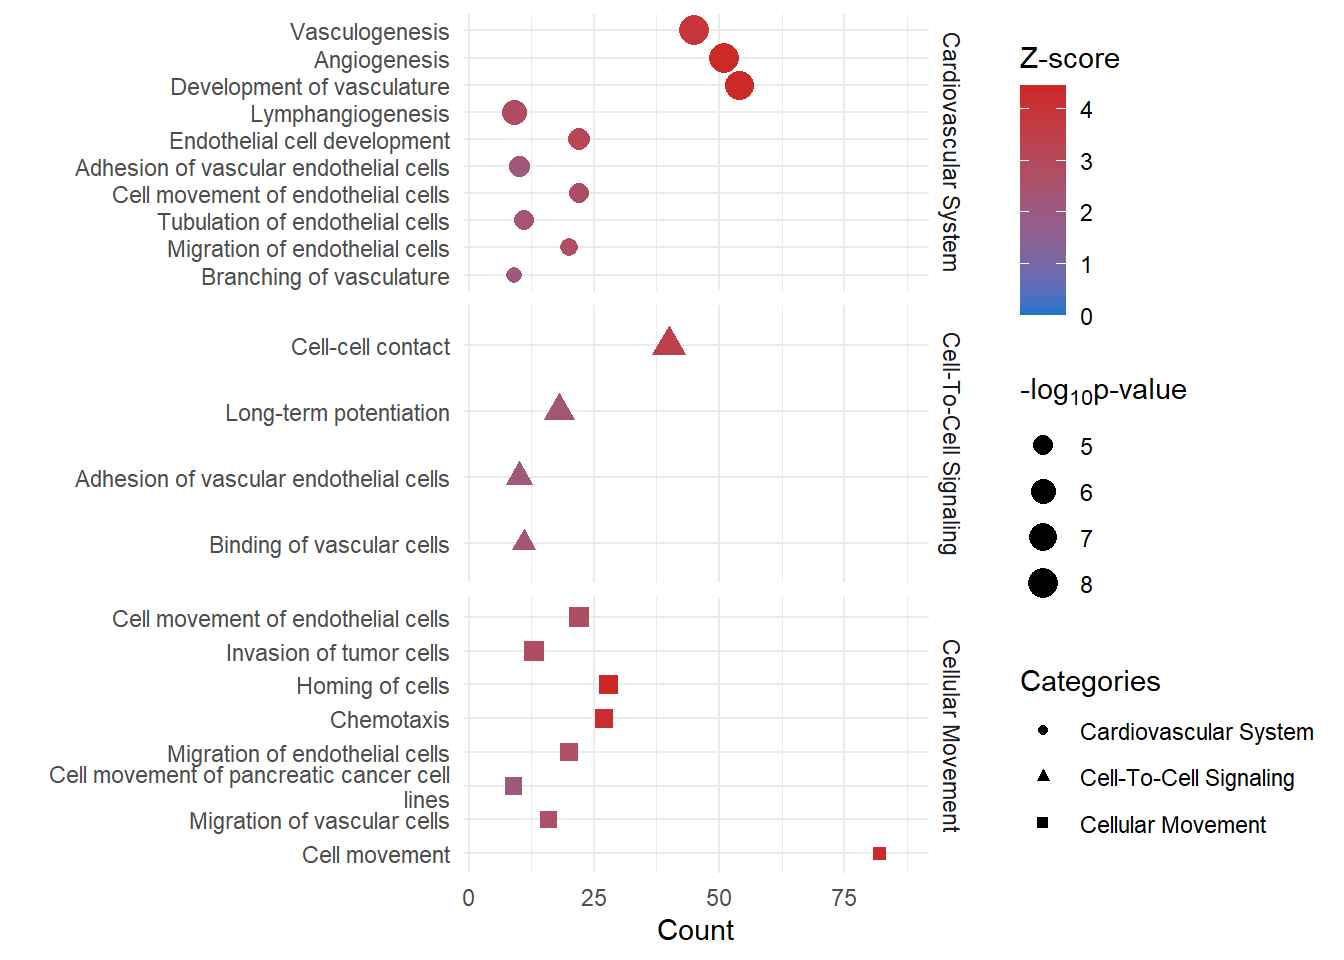 Vasculogenesis
Angiogenesis
Development of vasculature
Lymphangiogenesis
Endothelial cell development
Adhesion of vascular endothelial cells
Cell movement of endothelial cells
Tubulation of endothelial cells
Migration of endothelial cells
Branching of vasculature
Cardiovascular System
Cell-cell contact
Long-term potentiation
Adhesion of vascular endothelial cells
Binding of vascular cells
Cell-To-Cell Signaling
Cell movement of endothelial cells
Invasion of tumor cells
Homing of cells
Chemotaxis
Migration of endothelial cells
Cell movement of pancreatic cancer cell
lines
Migration of vascular cells
Cell movement
Cellular Movement
0 25 50 75
Count
Z-score
4
3
2
1
0
-log₁₀p-value
5
6
7
8
Categories
Cardiovascular System
Cell-To-Cell Signaling
Cellular Movement